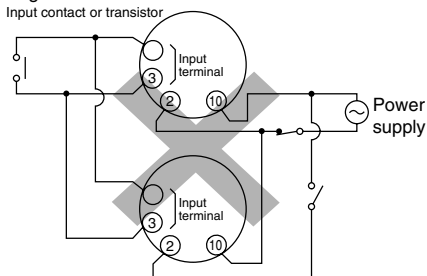 Input contact or transistor
Input
terminal
3
2
10
Power
supply
Input
terminal
3
2
10